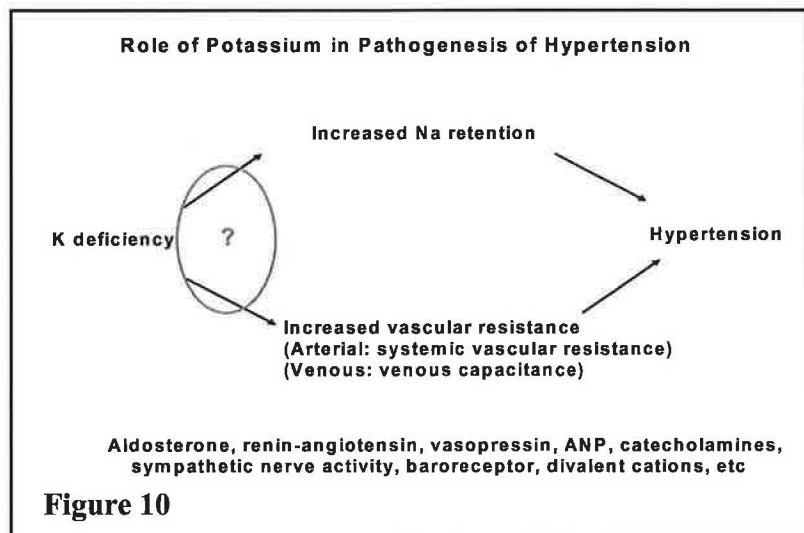 Role of Potassium in Pathogenesis of Hypertension
Increased Na retention
K deficiency
?
Hypertension
Increased vascular resistance
(Arterial: systemic vascular resistance)
(Venous: venous capacitance)
Aldosterone, renin-angiotensin, vasopressin, ANP, catecholamines,
sympathetic nerve activity, baroreceptor, divalent cations, etc
Figure 10